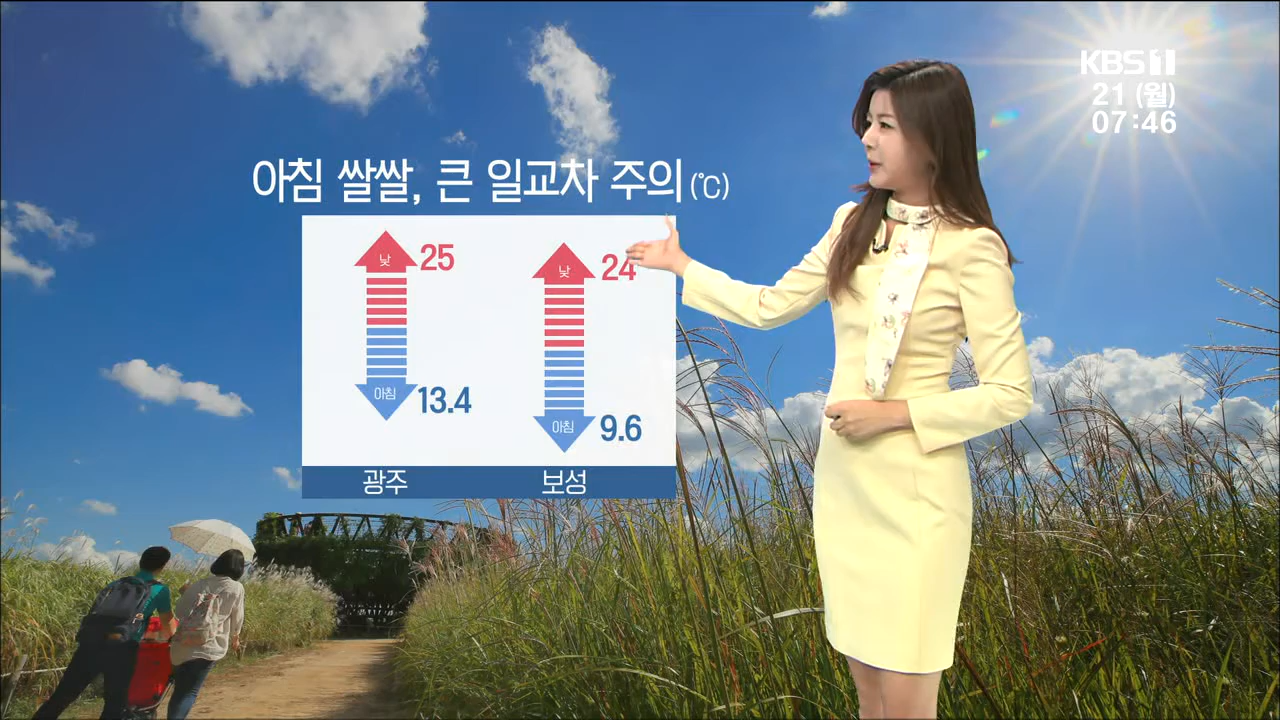 KBS 1
21 (월)
07:46
아침 쌀쌀, 큰 일교차 주의 (℃)
낮 25
낮 24
아침 13.4
아침 9.6
광주 보성